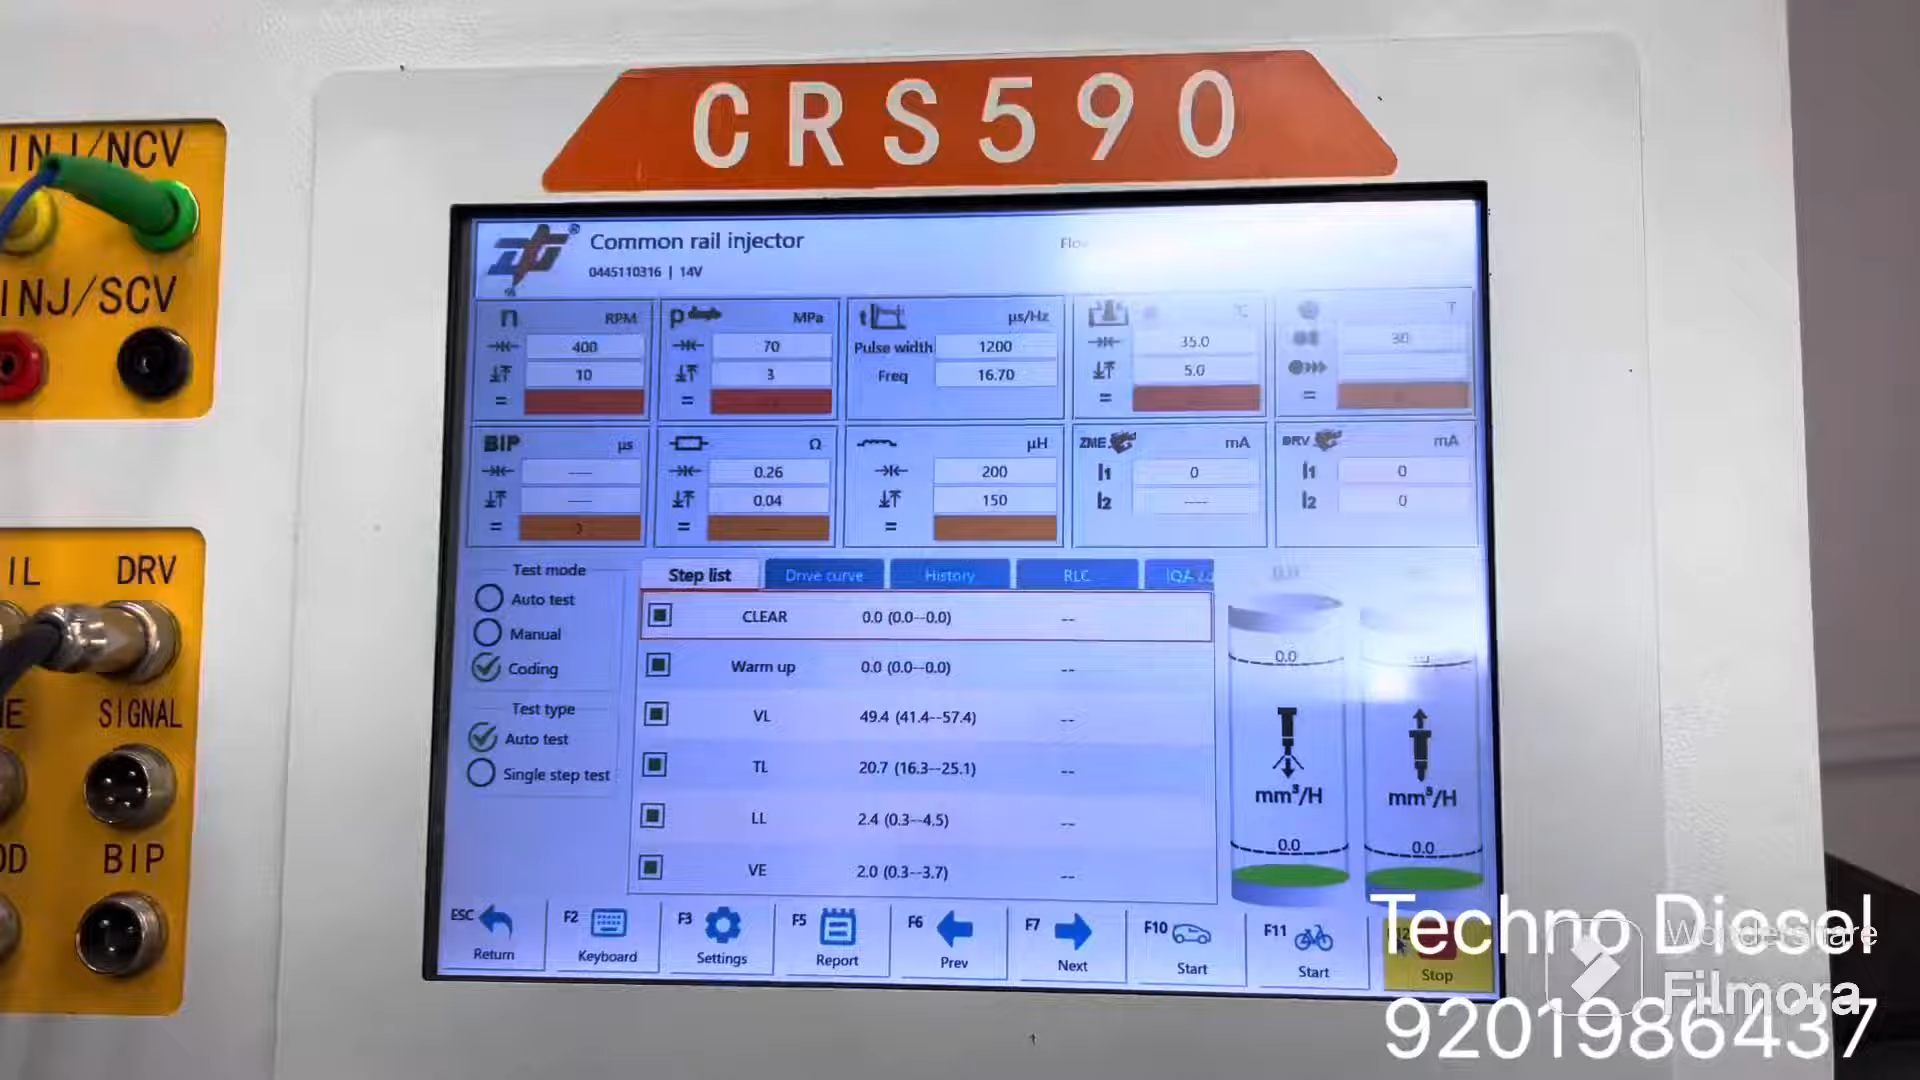 CRS590
INJ/NCV
INJ/SCV
Common rail injector
0445110316 | 14V
n RPM
400
10
=
p MPa
70
3
=
t µs/Hz
Pulse width 1200
Freq 16.70
°C
35.0
5.0
=
T
30
=
BIP µs
----
----
=
Ω
0.26
0.04
=
µH
200
150
=
ZME mA
I1 0
I2 ----
DRV mA
I1 0
I2 0
Test mode
Auto test
Manual
Coding
Test type
Auto test
Single step test
Step list Drive curve History RLC
CLEAR 0.0 (0.0--0.0) --
Warm up 0.0 (0.0--0.0) --
VL 49.4 (41.4--57.4) --
TL 20.7 (16.3--25.1) --
LL 2.4 (0.3--4.5) --
VE 2.0 (0.3--3.7) --
0.0
mm³/H mm³/H
0.0 0.0
ESC Return
F2 Keyboard
F3 Settings
F5 Report
F6 Prev
F7 Next
F10 Start
F11 Start
Stop
DRV
SIGNAL
BIP
Techno Diesel
9201986437
Wondershare
Filmora